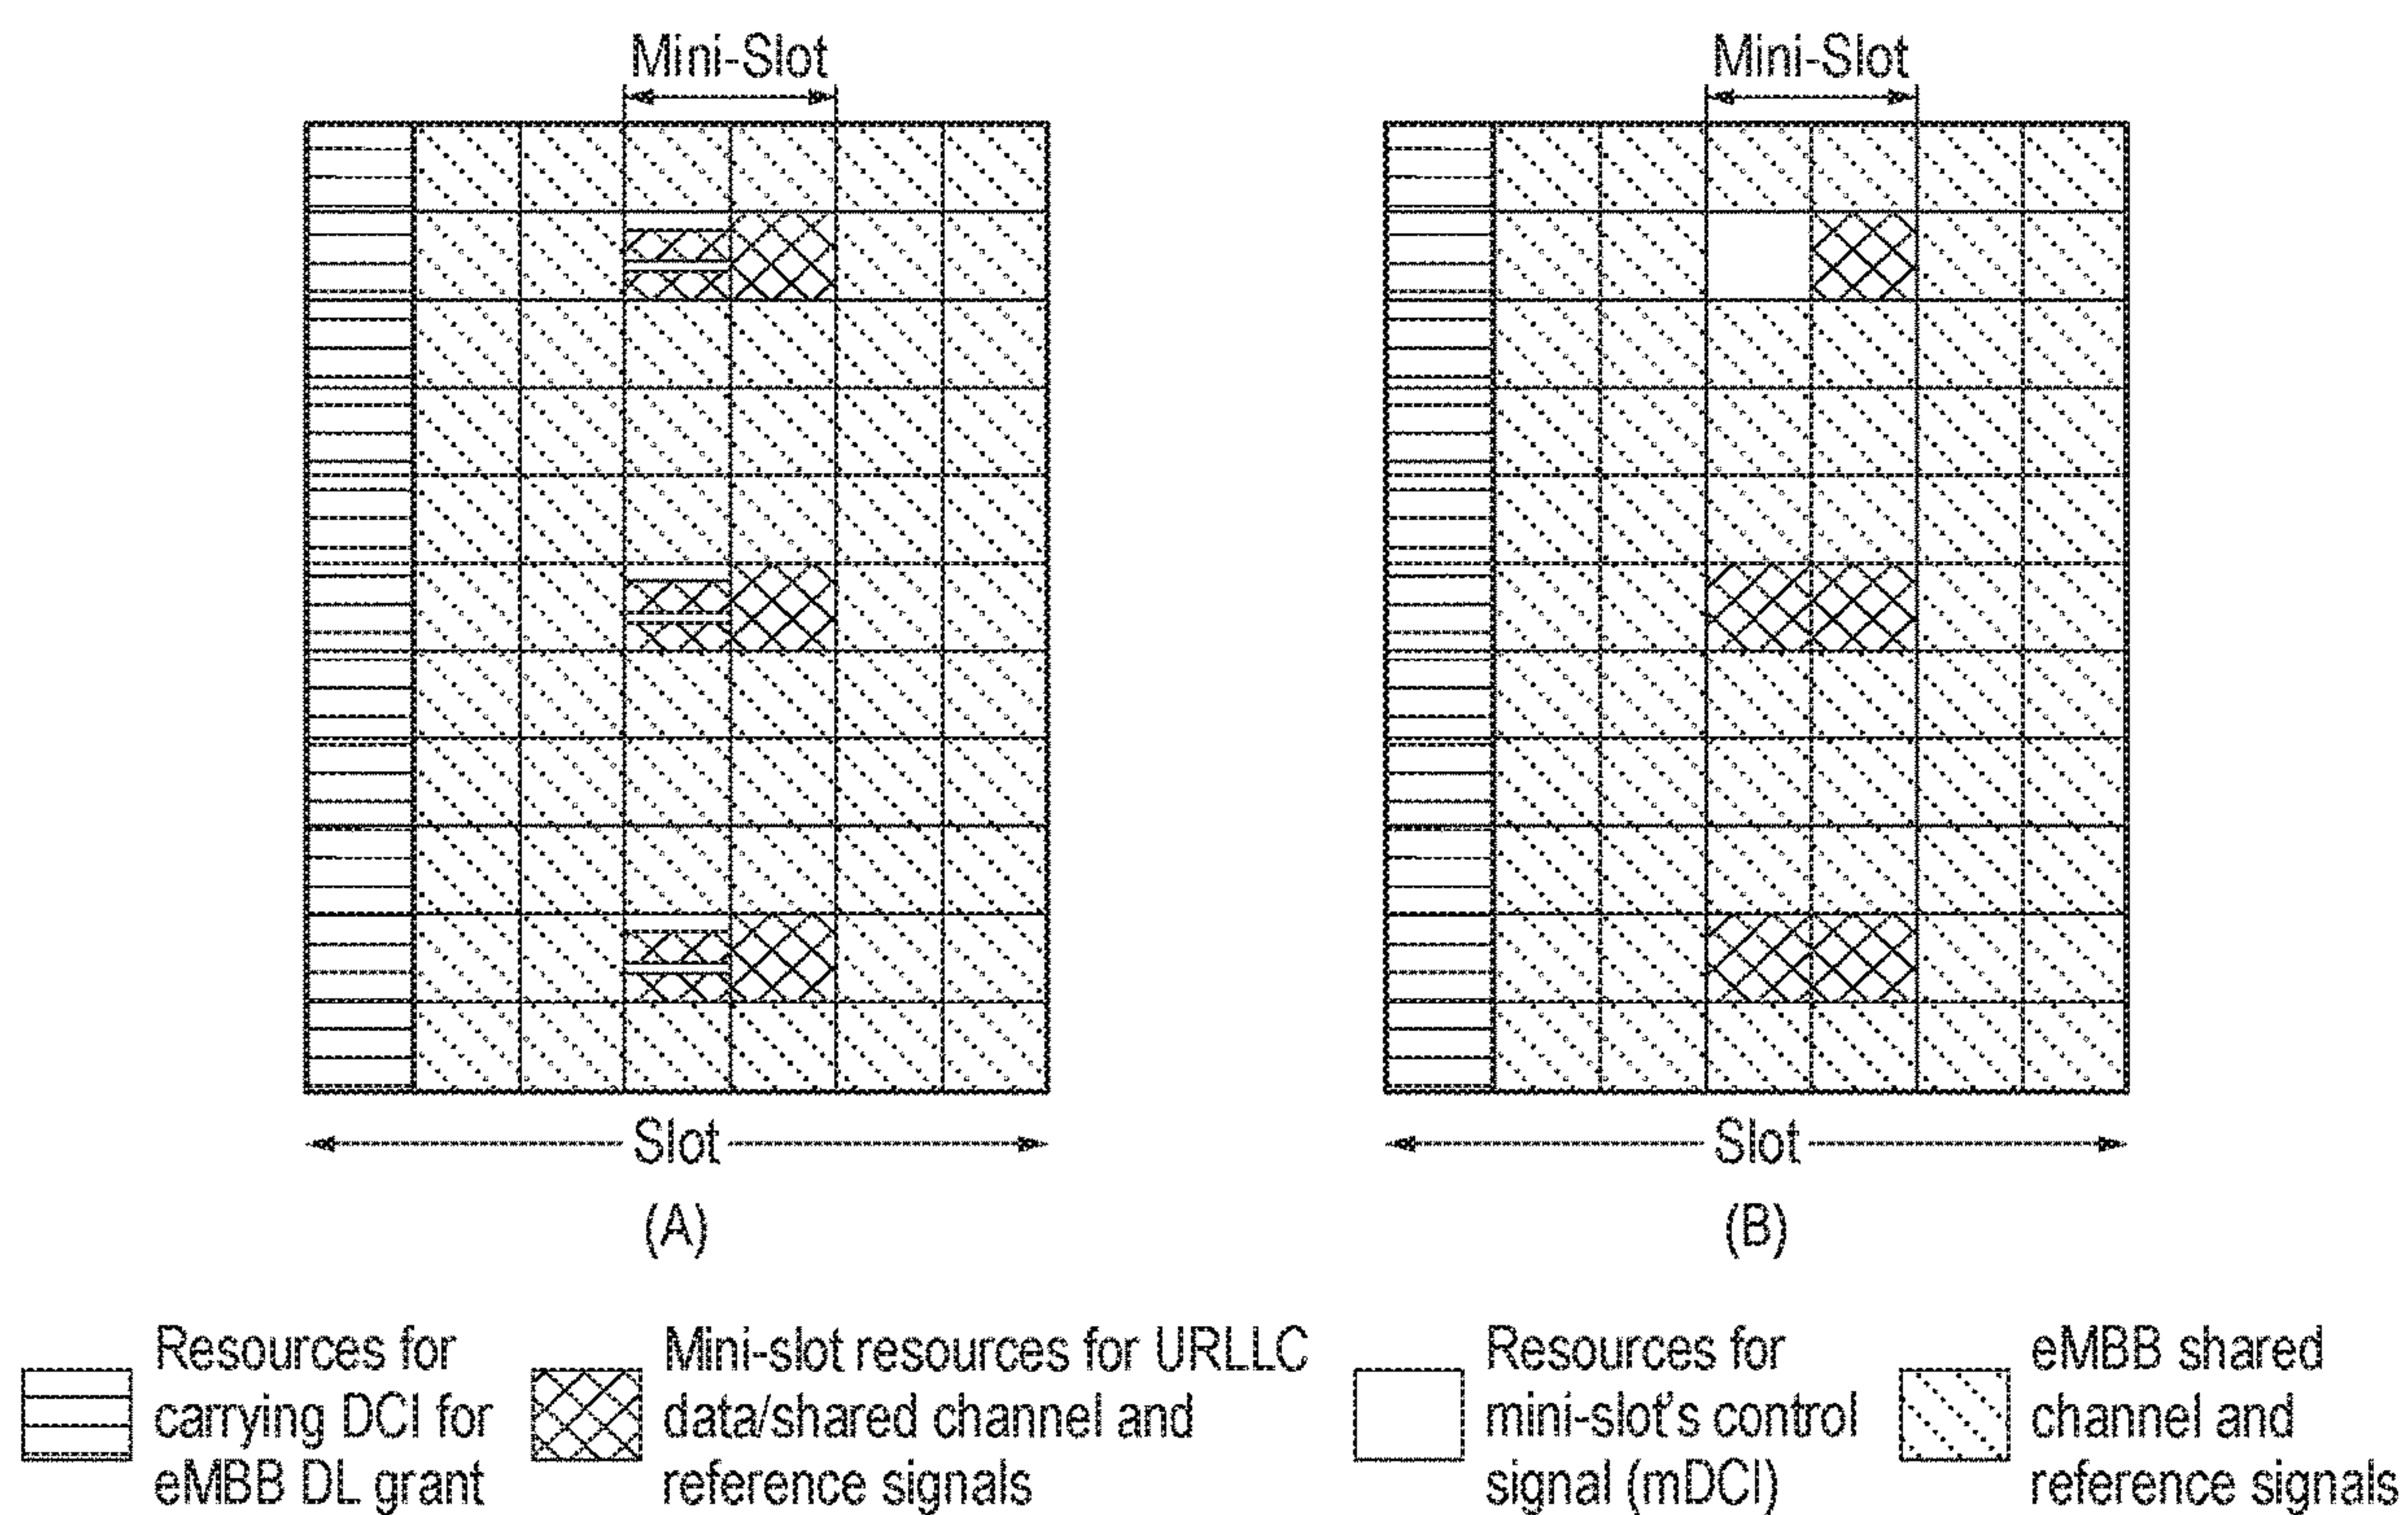 Mini-Slot
Mini-Slot
Slot
Slot
(A)
(B)
Resources for
carrying DCI for
eMBB DL grant
Mini-slot resources for URLLC
data/shared channel and
reference signals
Resources for
mini-slot's control
signal (mDCI)
eMBB shared
channel and
reference signals